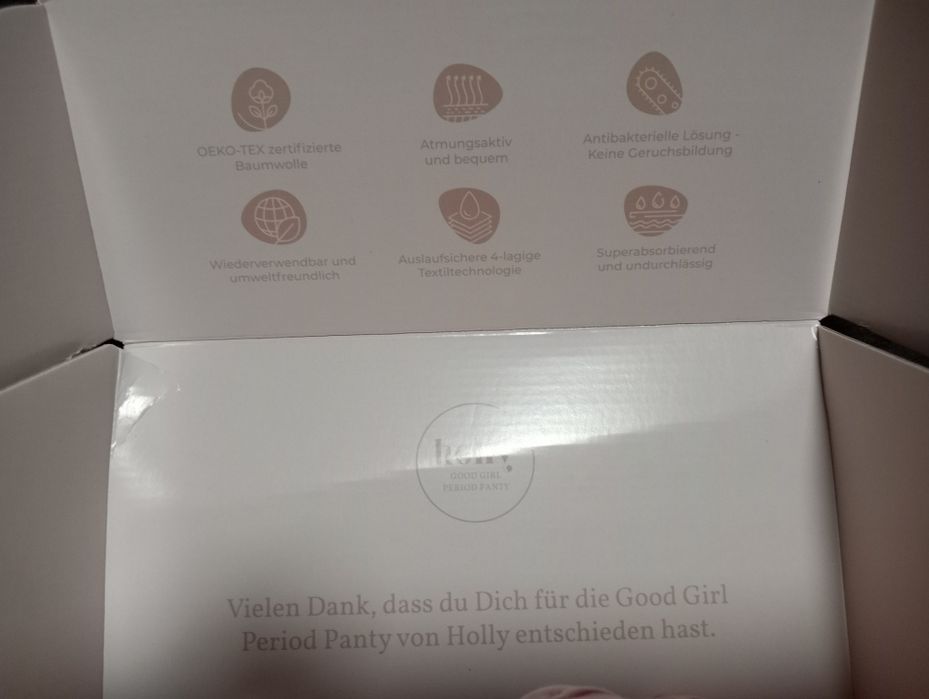 OEKO-TEX zertifizierte
Baumwolle
Atmungsaktiv
und bequem
Antibakterielle Lösung -
Keine Geruchsbildung
Wiederverwendbar und
umweltfreundlich
Auslaufsichere 4-lagige
Textiltechnologie
Superabsorbierend
und undurchlässig
holly
GOOD GIRL
PERIOD PANTY
Vielen Dank, dass du Dich für die Good Girl
Period Panty von Holly entschieden hast.